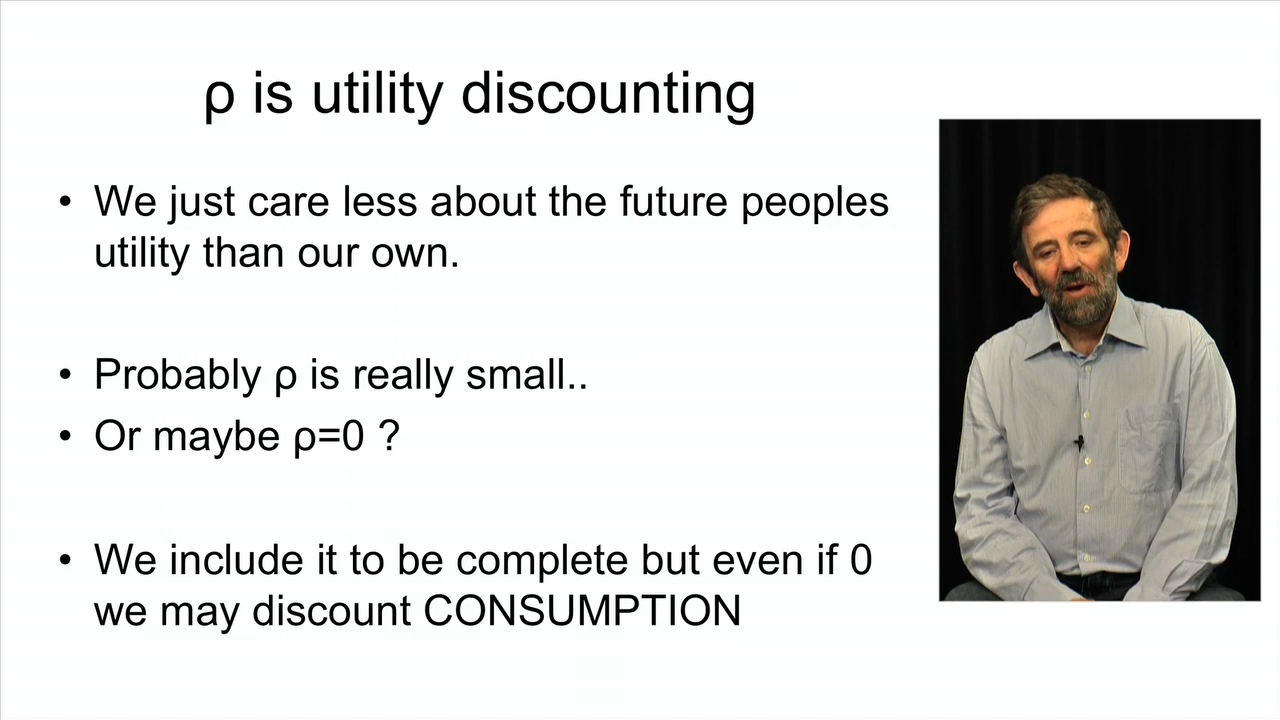 ρ is utility discounting
• We just care less about the future peoples
utility than our own.
• Probably ρ is really small..
• Or maybe ρ=0 ?
• We include it to be complete but even if 0
we may discount CONSUMPTION